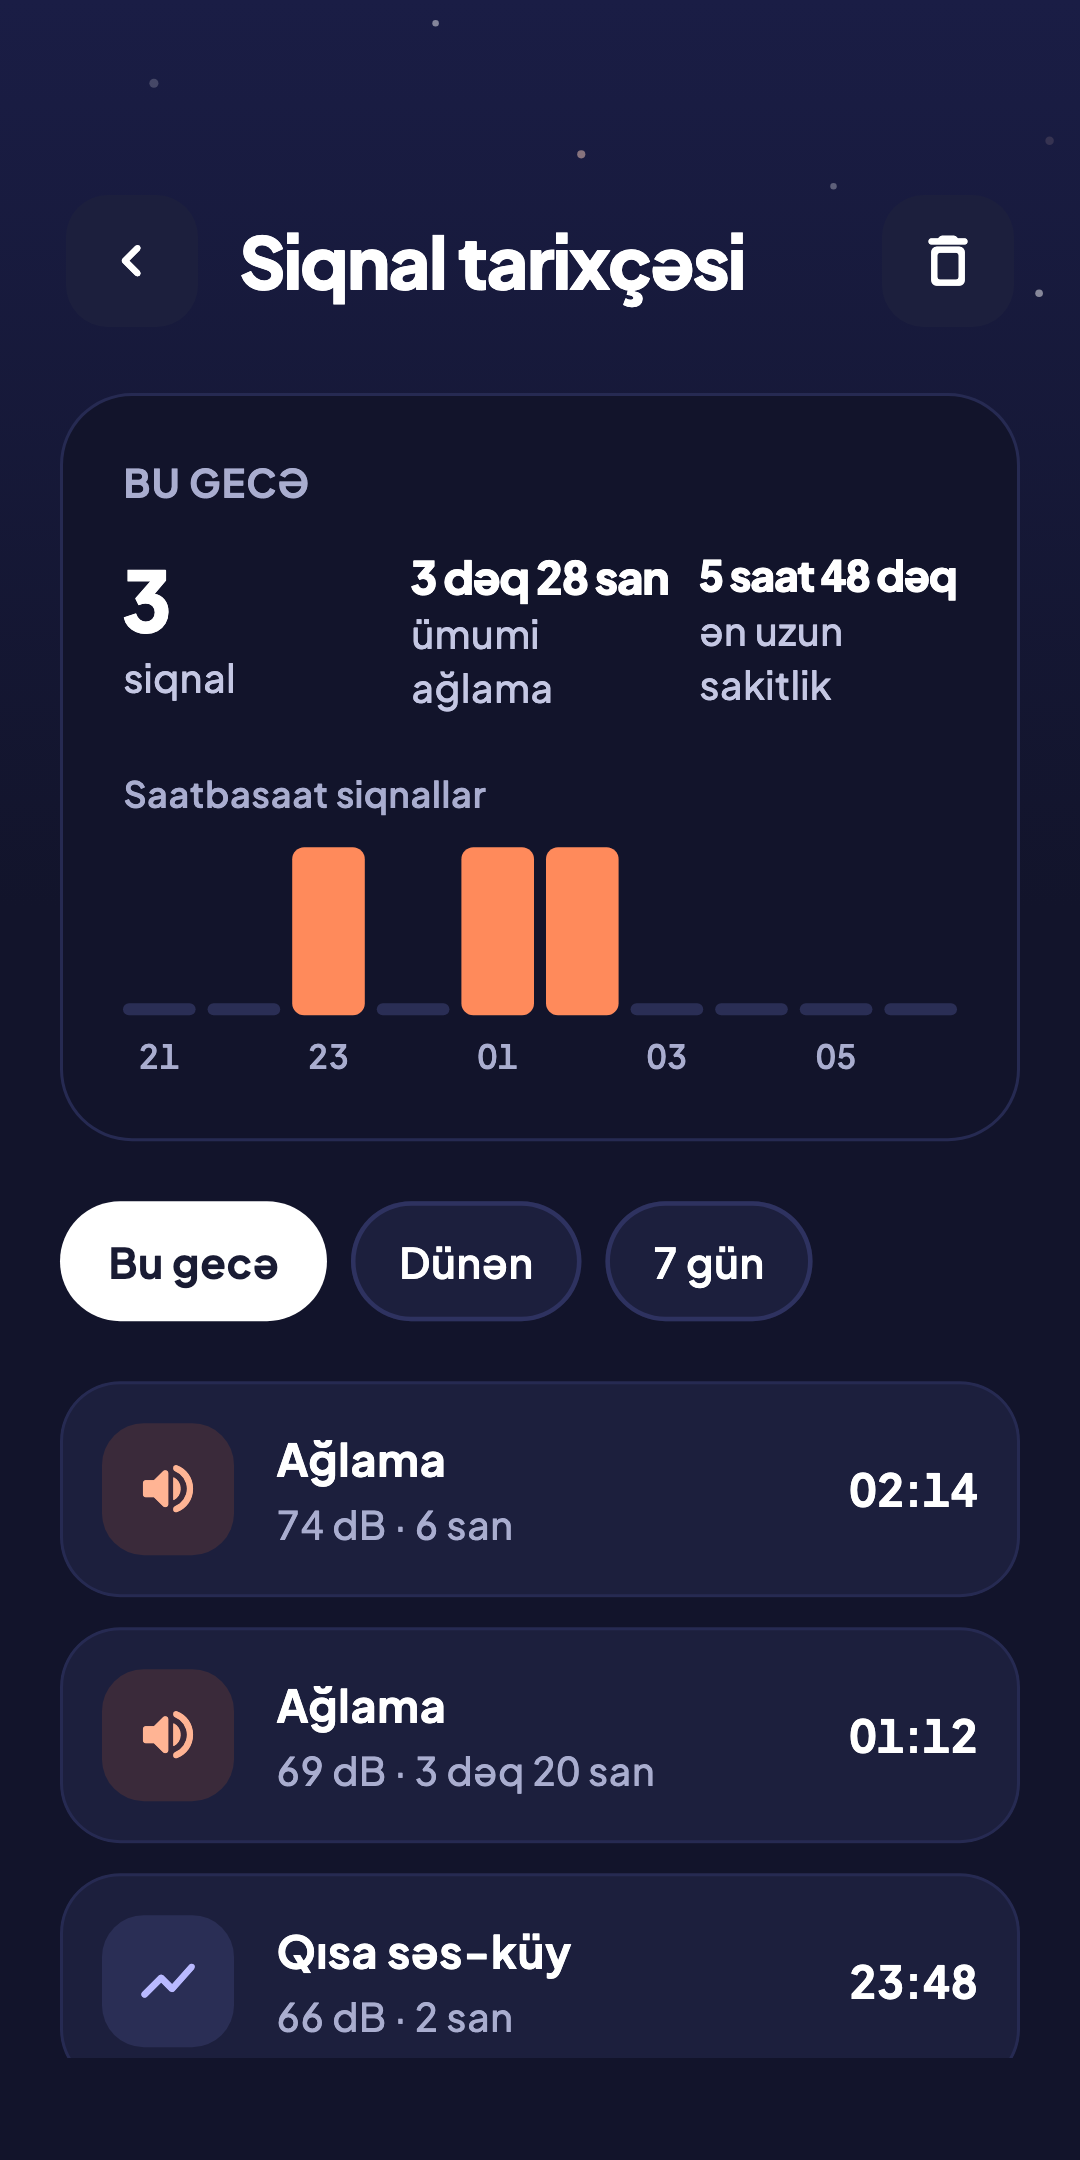 Siqnal tarixçəsi
BU GECƏ
3
siqnal
3 dəq 28 san
ümumi
ağlama
5 saat 48 dəq
ən uzun
sakitlik
Saatbasaat siqnallar
21 23 01 03 05
Bu gecə Dünən 7 gün
Ağlama
74 dB · 6 san
02:14
Ağlama
69 dB · 3 dəq 20 san
01:12
Qısa səs-küy
66 dB · 2 san
23:48